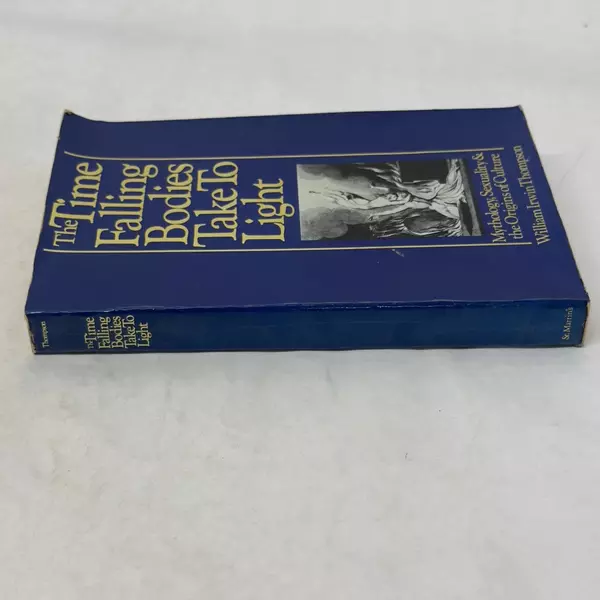 The Time
Falling
Bodies
Take To
Light
Mythology, Sexuality &
the Origins of Culture
William Irwin Thompson
Thompson
The Time
Falling
Bodies
Take To
Light
St. Martin's